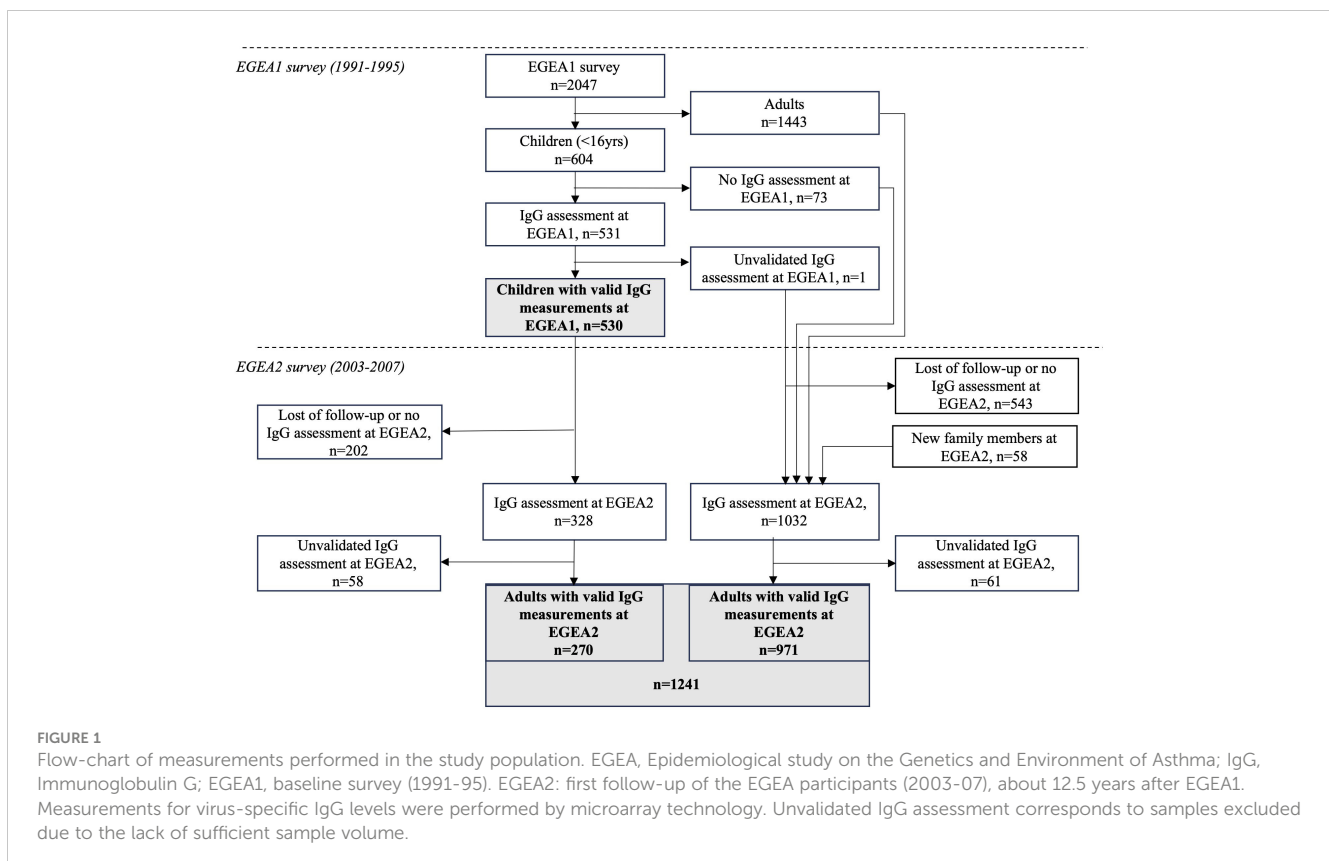 EGEA1 survey (1991-1995)
EGEA1 survey
n=2047
Adults
n=1443
Children (<16yrs)
n=604
No IgG assessment at
EGEA1, n=73
IgG assessment at
EGEA1, n=531
Unvalidated IgG
assessment at EGEA1, n=1
Children with valid IgG
measurements at
EGEA1, n=530
EGEA2 survey (2003-2007)
Lost of follow-up or no
IgG assessment at
EGEA2, n=543
Lost of follow-up or no
IgG assessment at EGEA2,
n=202
New family members at
EGEA2, n=58
IgG assessment at EGEA2
n=328
IgG assessment at EGEA2,
n=1032
Unvalidated IgG
assessment at EGEA2,
n=58
Unvalidated IgG
assessment at EGEA2,
n=61
Adults with valid IgG
measurements at
EGEA2
n=270
Adults with valid IgG
measurements at
EGEA2
n=971
n=1241
FIGURE 1
Flow-chart of measurements performed in the study population. EGEA, Epidemiological study on the Genetics and Environment of Asthma; IgG,
Immunoglobulin G; EGEA1, baseline survey (1991-95). EGEA2: first follow-up of the EGEA participants (2003-07), about 12.5 years after EGEA1.
Measurements for virus-specific IgG levels were performed by microarray technology. Unvalidated IgG assessment corresponds to samples excluded
due to the lack of sufficient sample volume.